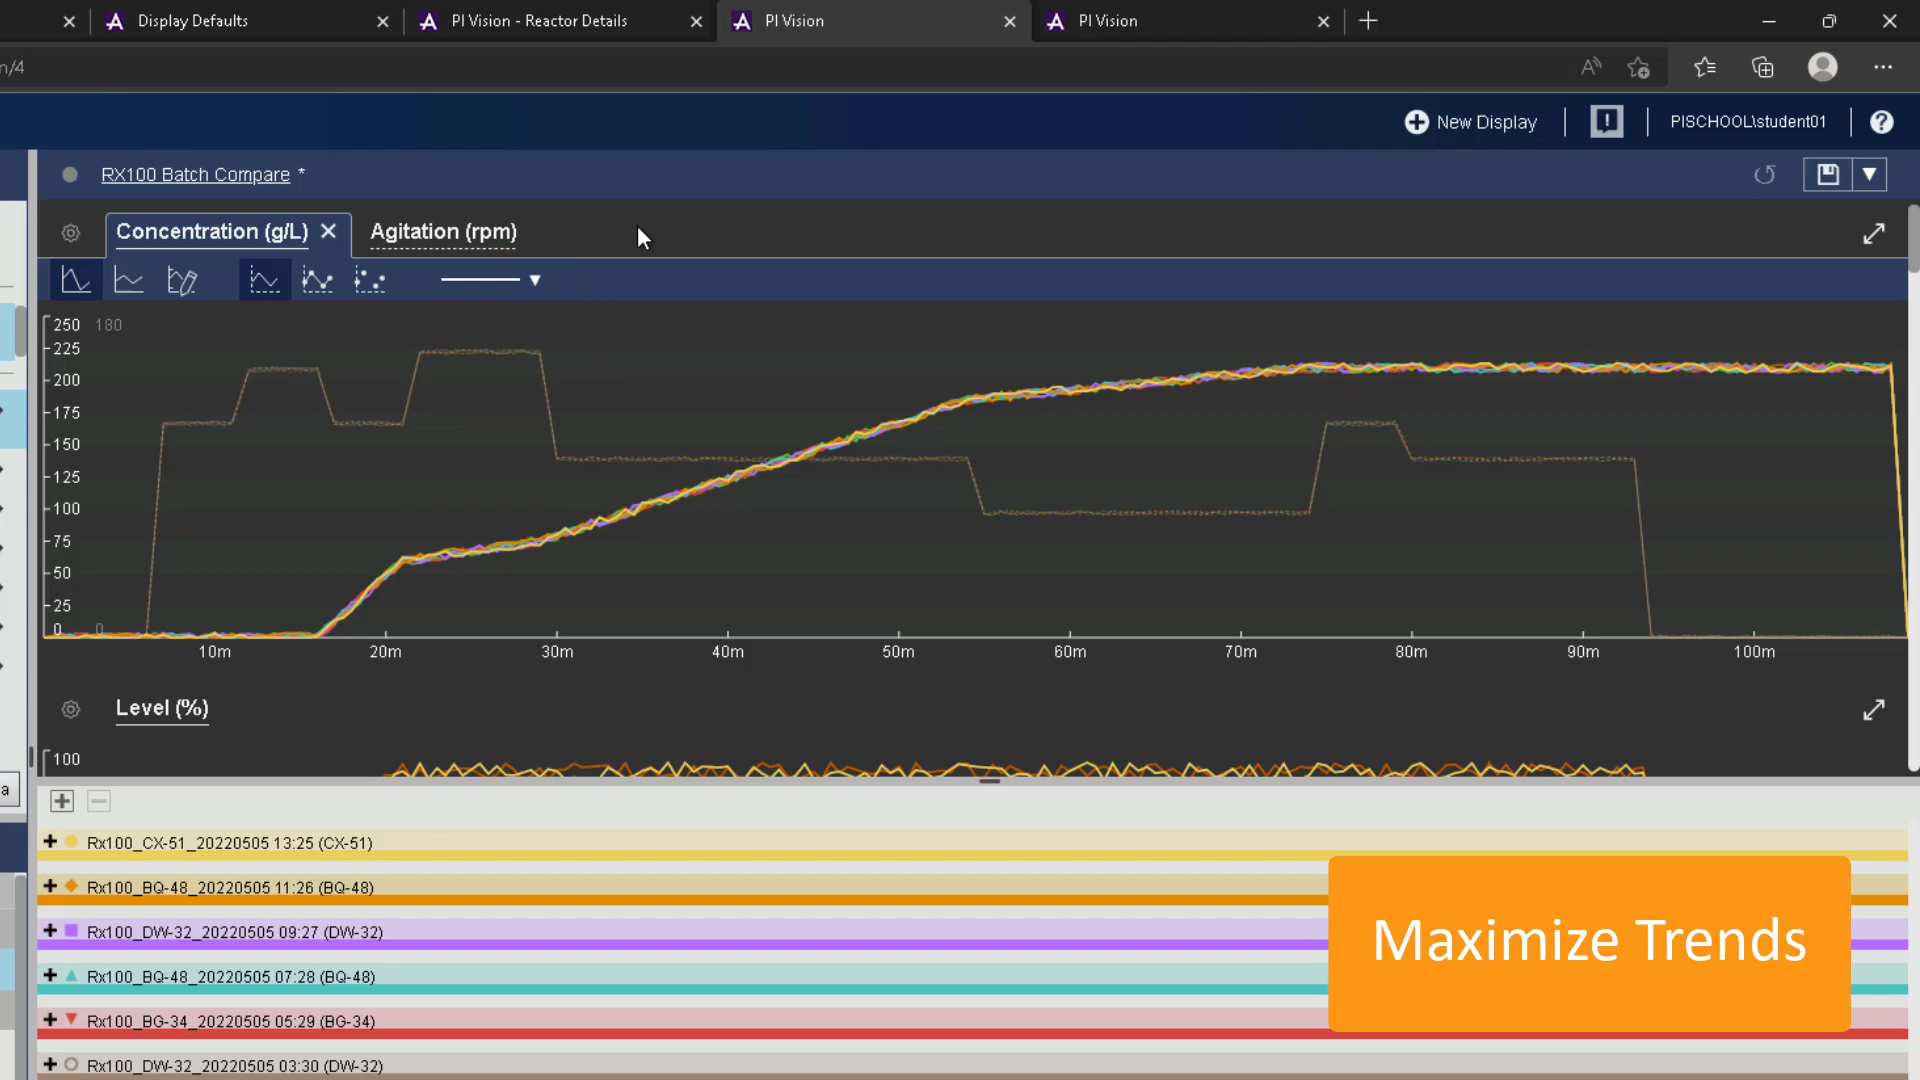 Display Defaults
PI Vision - Reactor Details
PI Vision
PI Vision
n/4
New Display
PISCHOOL\student01
?
RX100 Batch Compare *
Concentration (g/L)
Agitation (rpm)
250 180
225
200
175
150
125
100
75
50
25
0 0
10m 20m 30m 40m 50m 60m 70m 80m 90m 100m
Level (%)
100
a
Rx100_CX-51_20220505 13:25 (CX-51)
Rx100_BQ-48_20220505 11:26 (BQ-48)
Rx100_DW-32_20220505 09:27 (DW-32)
Rx100_BQ-48_20220505 07:28 (BQ-48)
Rx100_BG-34_20220505 05:29 (BG-34)
Rx100_DW-32_20220505 03:30 (DW-32)
Maximize Trends